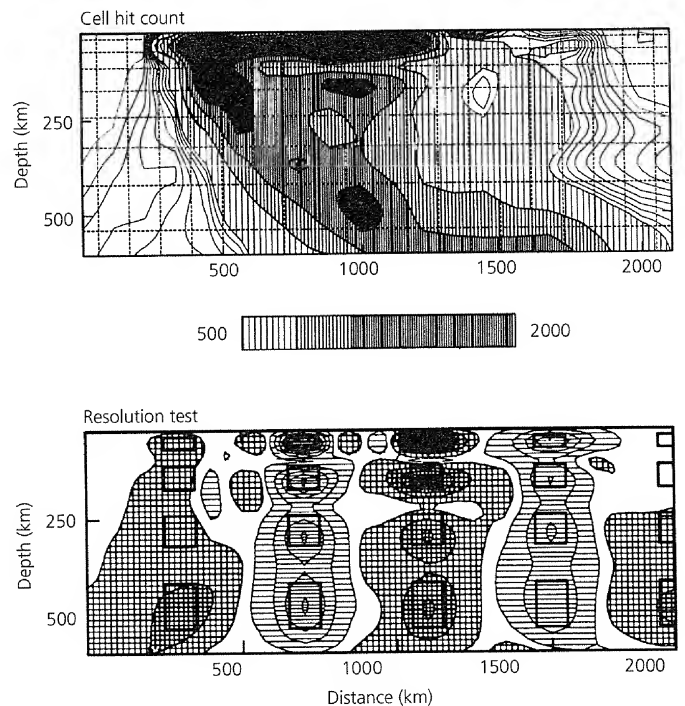 Cell hit count
Depth (km)
250
500
500 1000 1500 2000
500 2000
Resolution test
Depth (km)
250
500
500 1000 1500 2000
Distance (km)